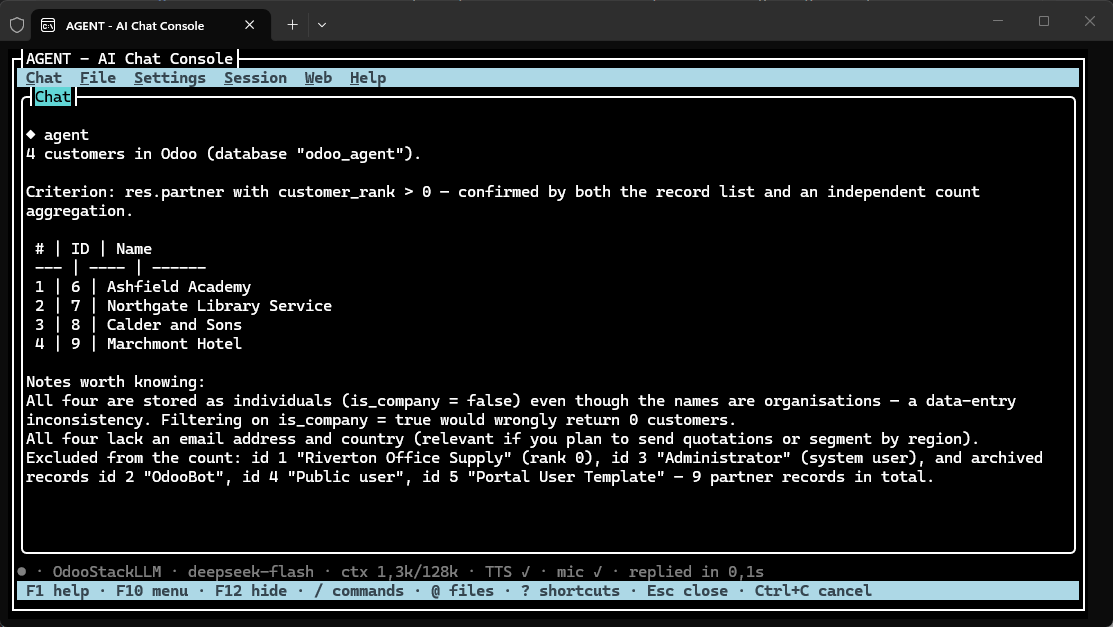 AGENT - AI Chat Console
AGENT - AI Chat Console
Chat File Settings Session Web Help
Chat
◆ agent
4 customers in Odoo (database "odoo_agent").
Criterion: res.partner with customer_rank > 0 — confirmed by both the record list and an independent count
aggregation.
# | ID | Name
--- | ---- | ------
1 | 6 | Ashfield Academy
2 | 7 | Northgate Library Service
3 | 8 | Calder and Sons
4 | 9 | Marchmont Hotel
Notes worth knowing:
All four are stored as individuals (is_company = false) even though the names are organisations — a data-entry
inconsistency. Filtering on is_company = true would wrongly return 0 customers.
All four lack an email address and country (relevant if you plan to send quotations or segment by region).
Excluded from the count: id 1 "Riverton Office Supply" (rank 0), id 3 "Administrator" (system user), and archived
records id 2 "OdooBot", id 4 "Public user", id 5 "Portal User Template" — 9 partner records in total.
● · OdooStackLLM · deepseek-flash · ctx 1,3k/128k · TTS √ · mic √ · replied in 0,1s
F1 help · F10 menu · F12 hide · / commands · @ files · ? shortcuts · Esc close · Ctrl+C cancel